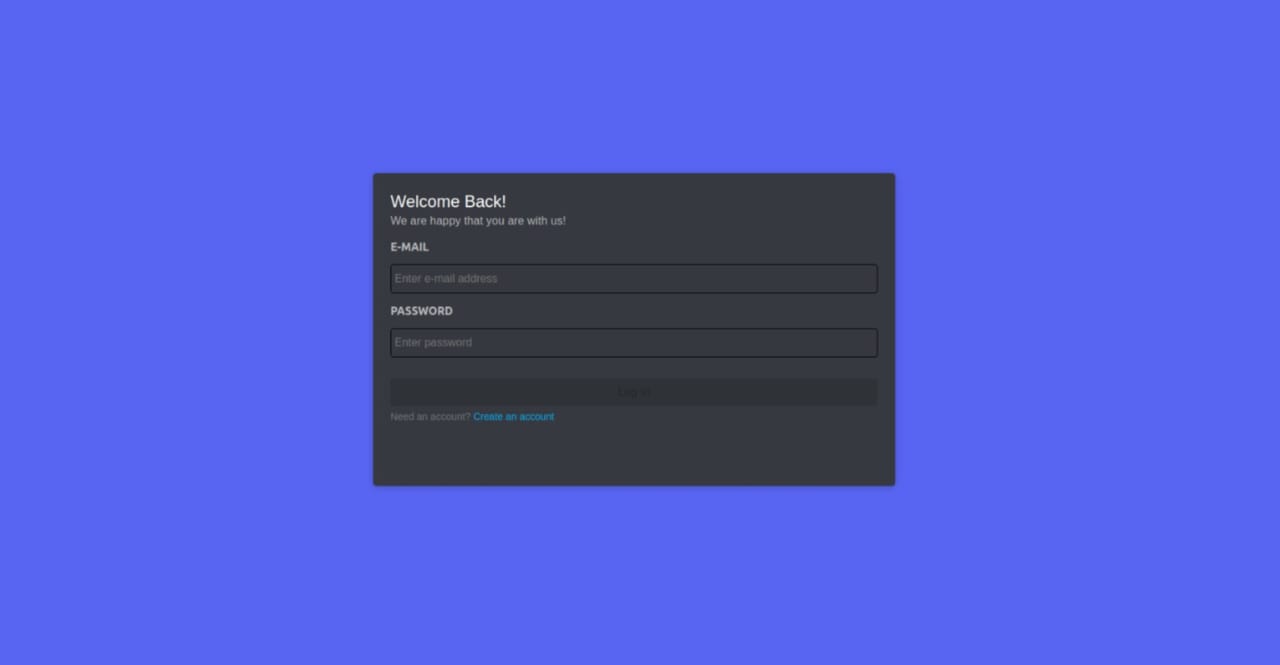 Welcome Back!
We are happy that you are with us!
E-MAIL
Enter e-mail address
PASSWORD
Enter password
Log in
Need an account? Create an account